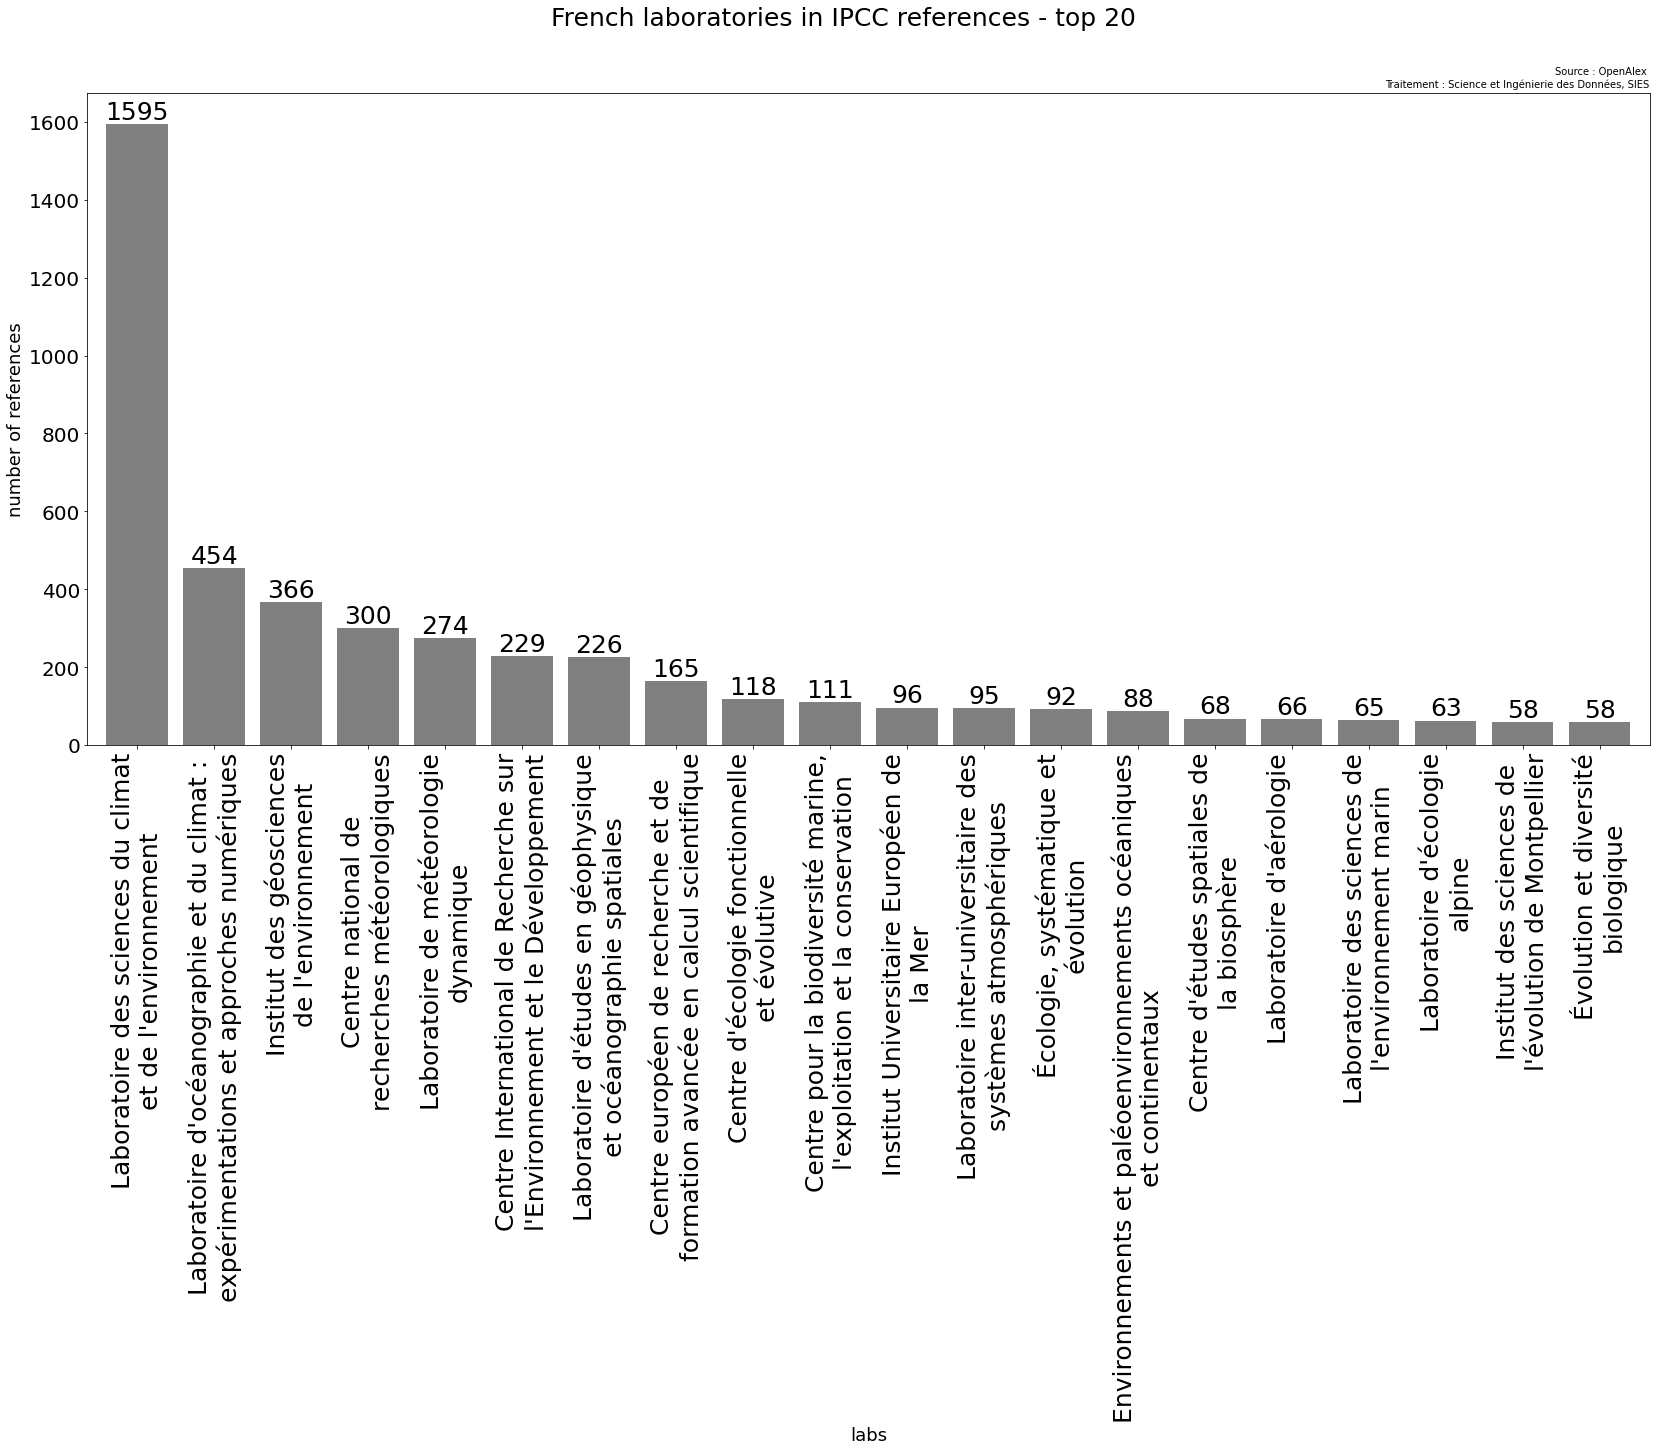 French laboratories in IPCC references - top 20
Source : OpenAlex
Traitement : Science et Ingénierie des Données, SIES
number of references
1600
1400
1200
1000
800
600
400
200
0
1595
454
366
300
274
229
226
165
118
111
96
95
92
88
68
66
65
63
58
58
Laboratoire des sciences du climat
et de l'environnement
Laboratoire d'océanographie et du climat :
expérimentations et approches numériques
Institut des géosciences
de l'environnement
Centre national de
recherches météorologiques
Laboratoire de météorologie
dynamique
Centre International de Recherche sur
l'Environnement et le Développement
Laboratoire d'études en géophysique
et océanographie spatiales
Centre européen de recherche et de
formation avancée en calcul scientifique
Centre d'écologie fonctionnelle
et évolutive
Centre pour la biodiversité marine,
l'exploitation et la conservation
Institut Universitaire Européen de
la Mer
Laboratoire inter-universitaire des
systèmes atmosphériques
Écologie, systématique et
évolution
Environnements et paléoenvironnements océaniques
et continentaux
Centre d'études spatiales de
la biosphère
Laboratoire d'aérologie
Laboratoire des sciences de
l'environnement marin
Laboratoire d'écologie
alpine
Institut des sciences de
l'évolution de Montpellier
Évolution et diversité
biologique
labs